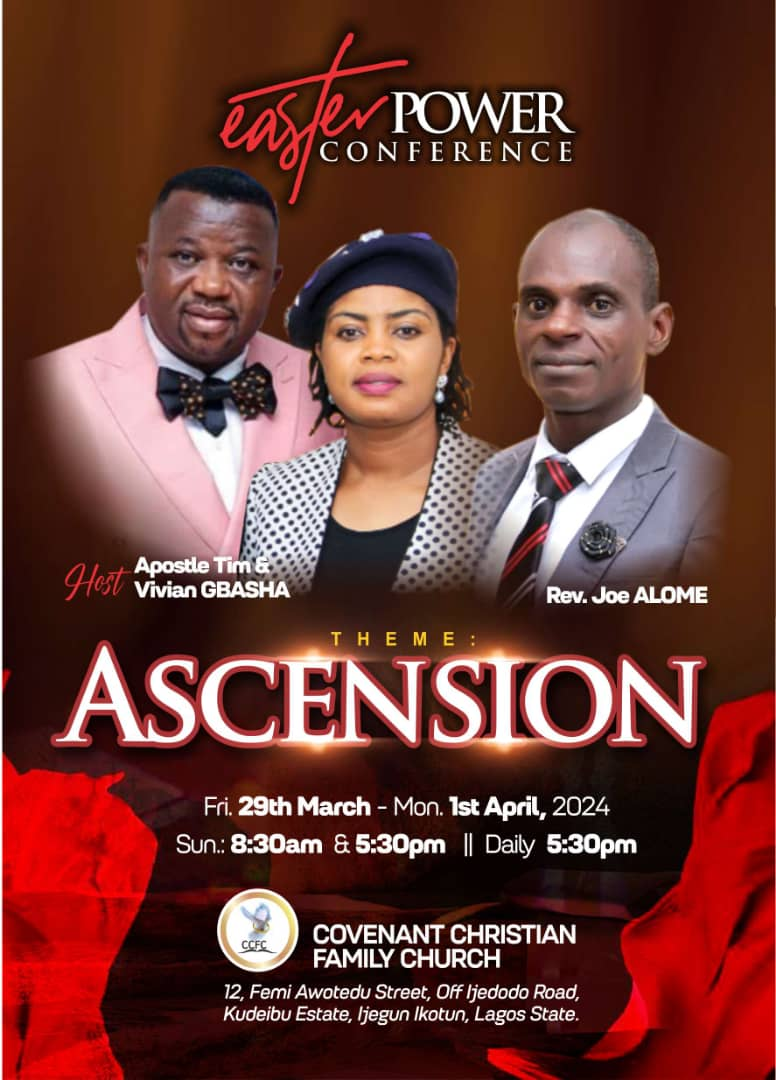 easter POWER
CONFERENCE
Host Apostle Tim &
Vivian GBASHA
Rev. Joe ALOME
THEME:
ASCENSION
Fri. 29th March - Mon. 1st April, 2024
Sun.: 8:30am & 5:30pm || Daily 5:30pm
CCFC
COVENANT CHRISTIAN
FAMILY CHURCH
12, Femi Awotedu Street, Off Ijedodo Road,
Kudeibu Estate, Ijegun Ikotun, Lagos State.